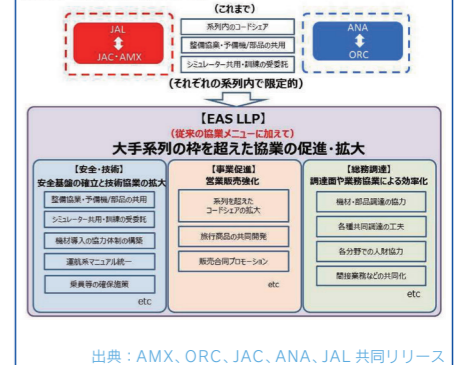 (これまで)
JAL
JAC・AMX
系列内のコードシェア
整備協業・予備機/部品の共用
シミュレーター共用・訓練の受委託
ANA
ORC
(それぞれの系列内で限定的)
【EAS LLP】
(従来の協業メニューに加えて)
大手系列の枠を超えた協業の促進・拡大
【安全・技術】
安全基盤の確立と技術協業の拡大
整備協業・予備機/部品の共用
シミュレーター共用・訓練の受委託
機材導入の協力体制の構築
運航系マニュアル統一
乗員等の確保施策
etc
【事業促進】
営業販売強化
系列を超えた
コードシェアの拡大
旅行商品の共同開発
販売合同プロモーション
etc
【総務調達】
調達面や業務協業による効率化
機材・部品調達の協力
各種共同調達の工夫
各分野での人財協力
間接業務などの共同化
etc
出典：AMX、ORC、JAC、ANA、JAL 共同リリース